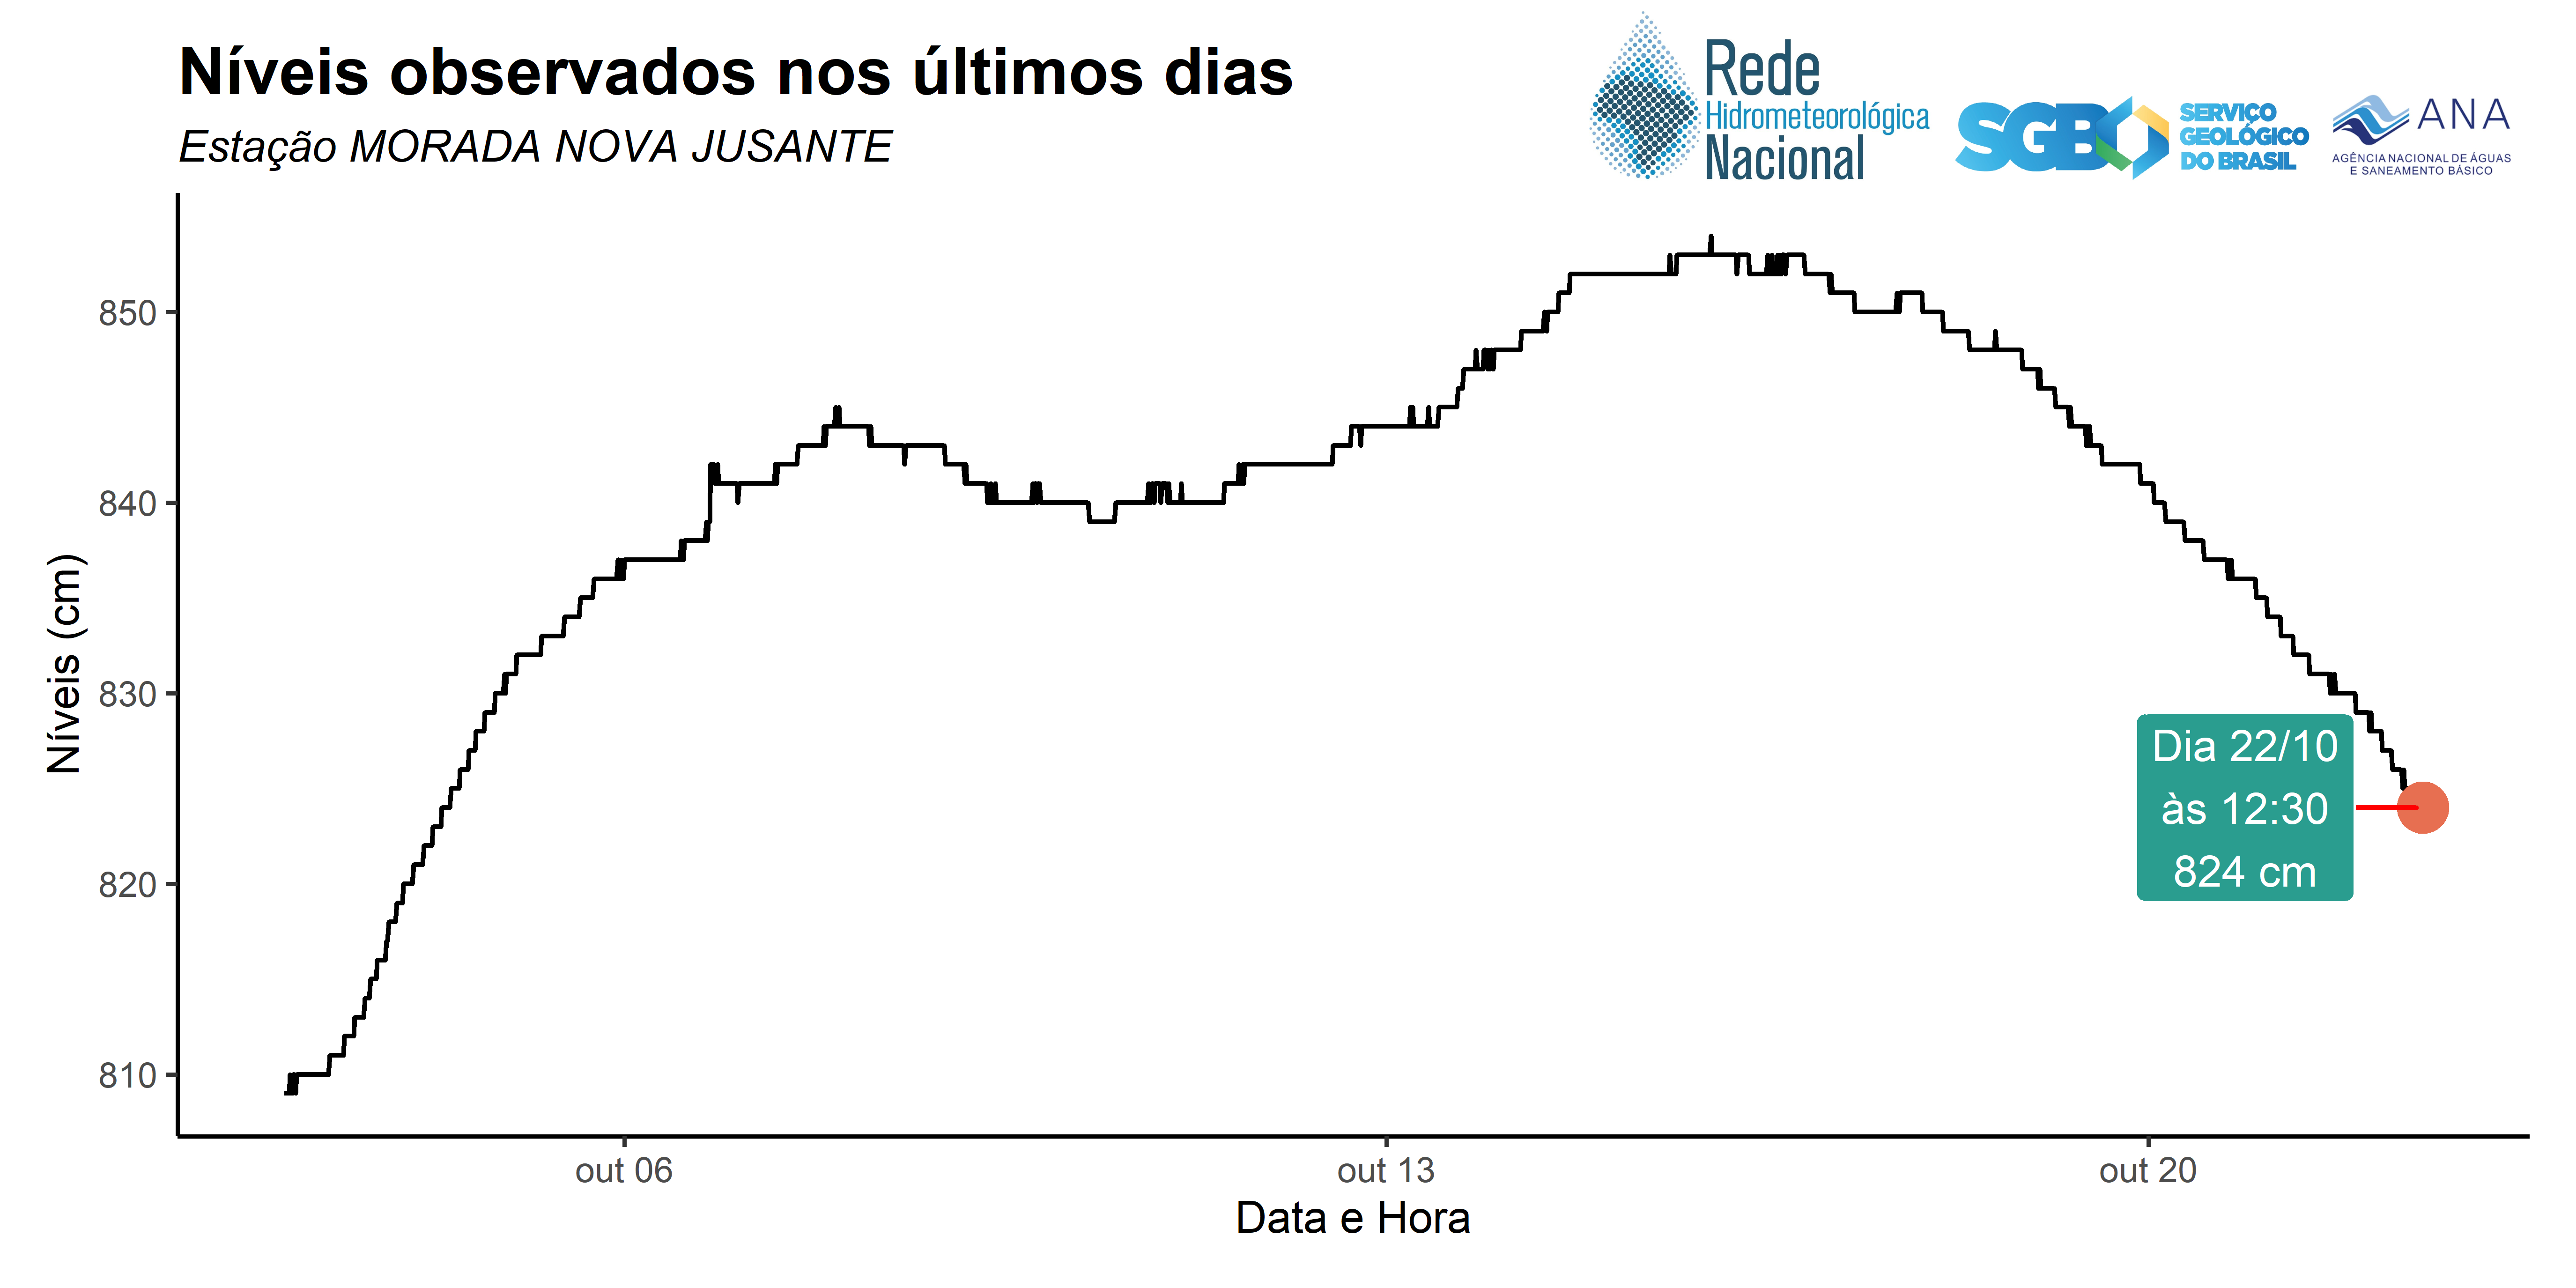 Níveis observados nos últimos dias
Estação MORADA NOVA JUSANTE
Rede
Hidrometeorológica
Nacional
SGB
SERVIÇO
GEOLÓGICO
DO BRASIL
ANA
AGÊNCIA NACIONAL DE ÁGUAS
E SANEAMENTO BÁSICO
Níveis (cm)
850
840
830
820
810
Dia 22/10
às 12:30
824 cm
out 06
out 13
out 20
Data e Hora